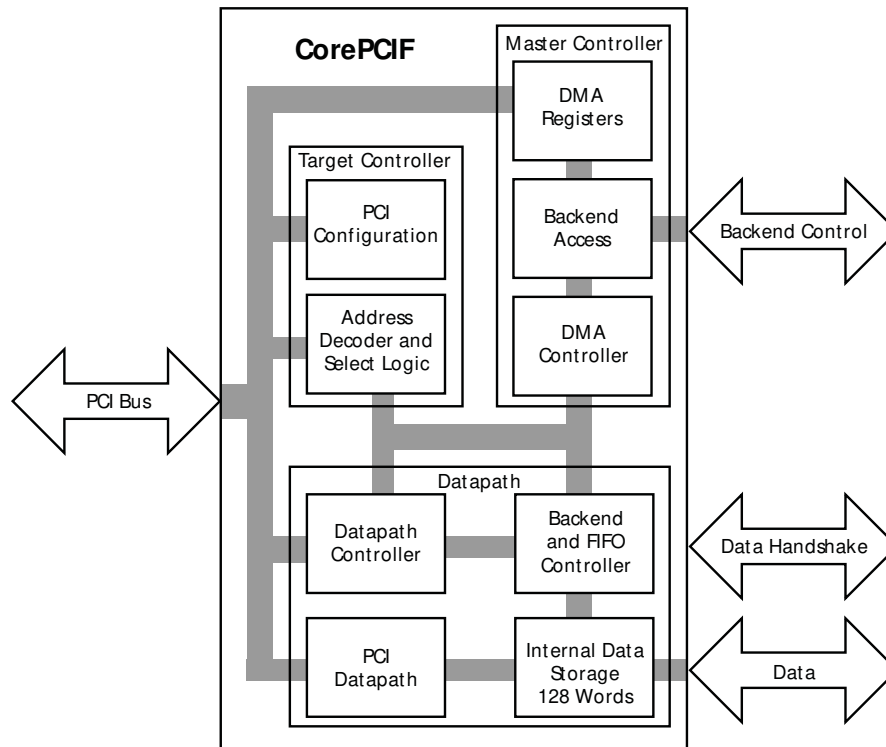 CorePCIF
Master Controller
DMA
Registers
Target Controller
PCI
Configuration
Backend
Access
Backend Control
Address
Decoder and
Select Logic
DMA
Controller
PCI Bus
Datapath
Datapath
Controller
Backend
and FIFO
Controller
Data Handshake
PCI
Datapath
Internal Data
Storage
128 Words
Data